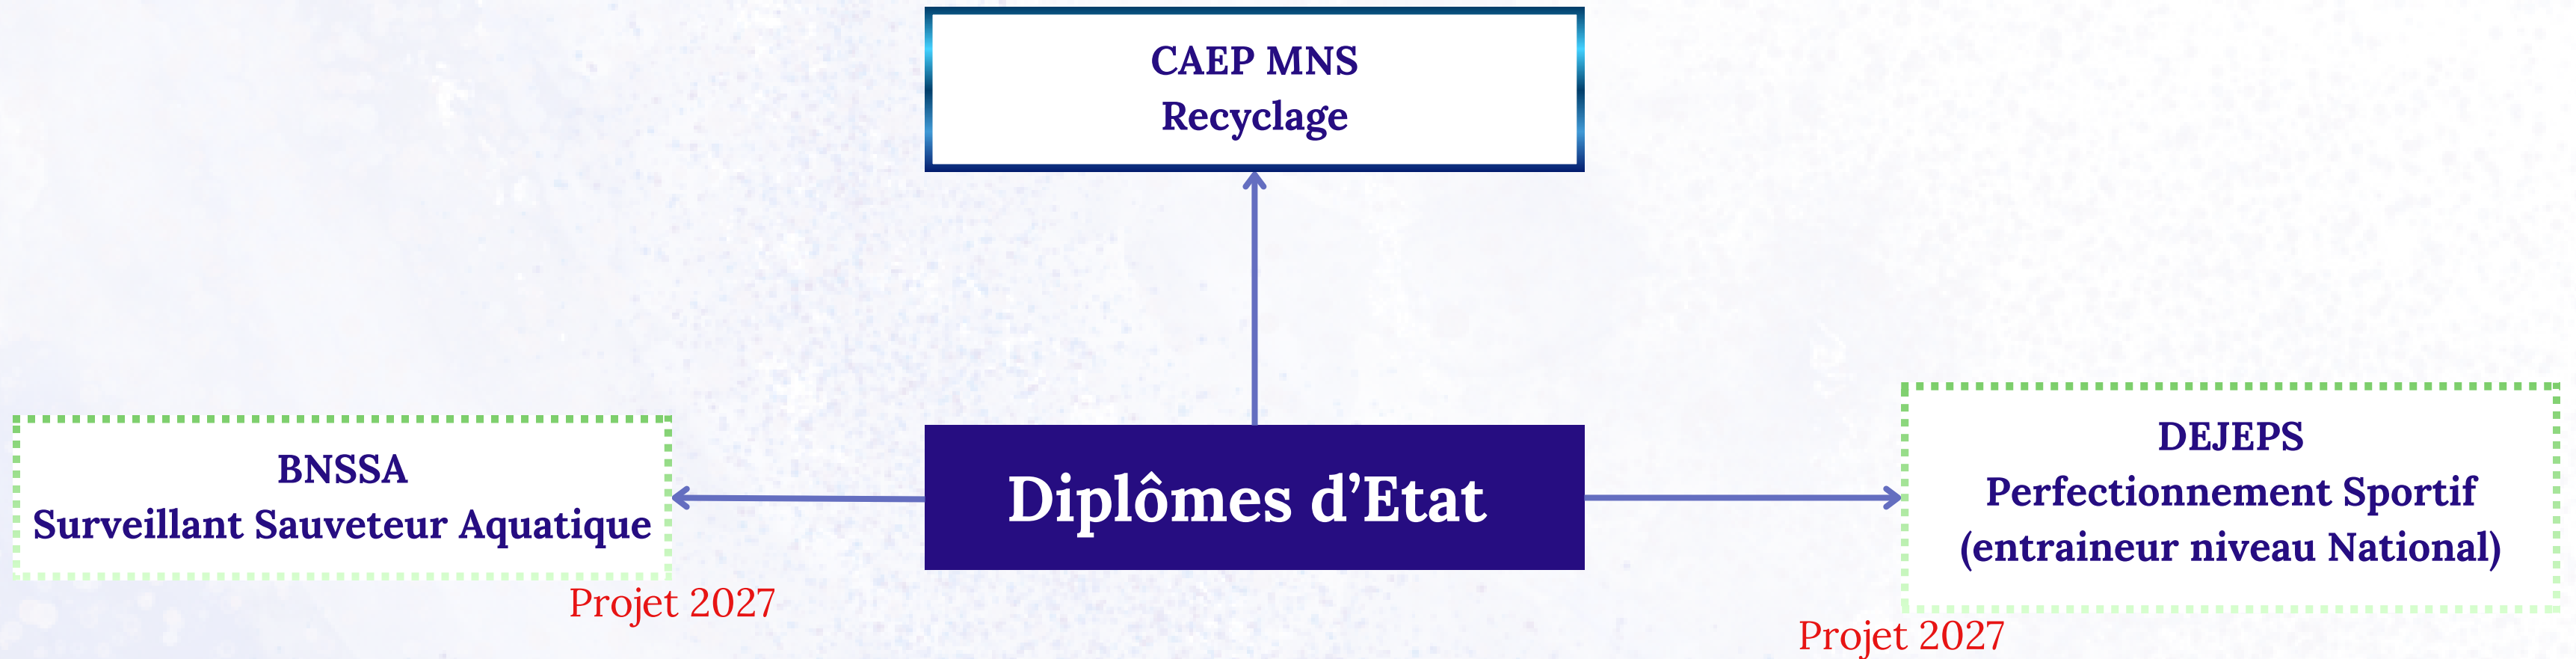 CAEP MNS
Recyclage
BNSSA
Surveillant Sauveteur Aquatique
Projet 2027
Diplômes d’Etat
DEJEPS
Perfectionnement Sportif
(entraineur niveau National)
Projet 2027